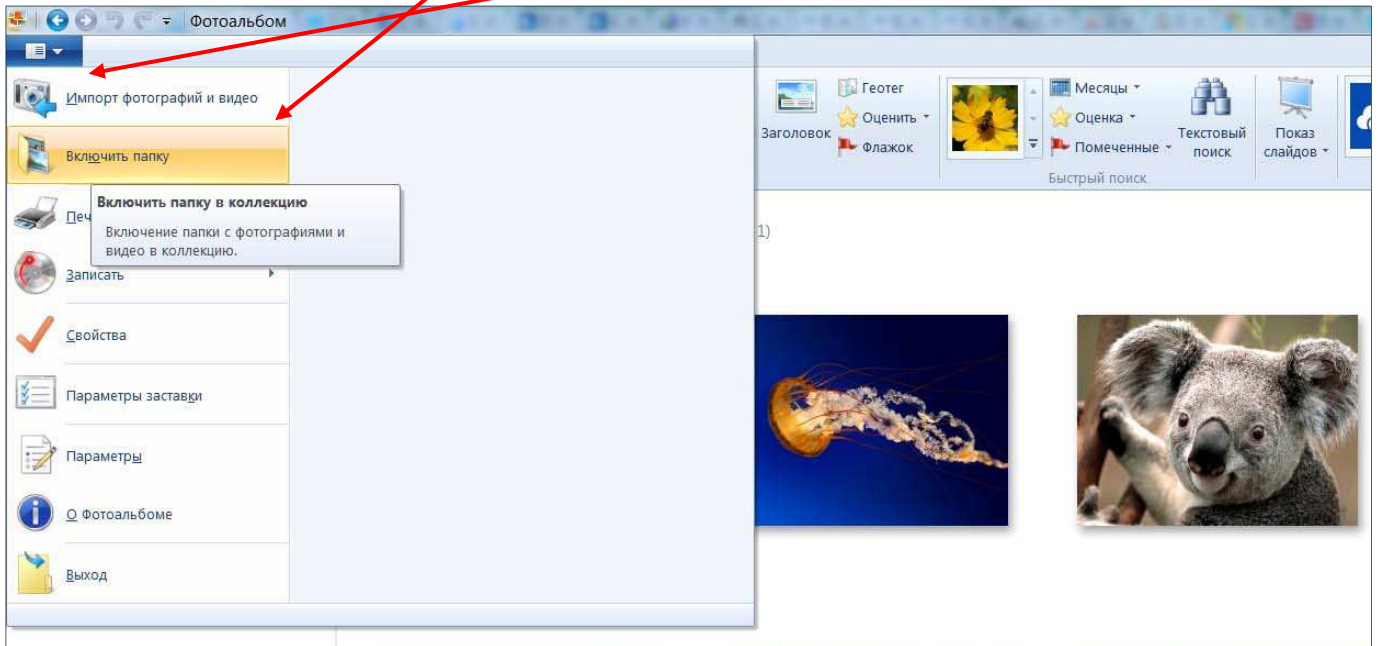 Фотоальбом
Импорт фотографий и видео
Включить папку
Включить папку в коллекцию
Включение папки с фотографиями и
видео в коллекцию.
Печ
Записать
Свойства
Параметры заставки
Параметры
О Фотоальбоме
Выход
Заголовок
Геотег
Оценить
Флажок
Месяцы
Оценка
Помеченные
Быстрый поиск
Текстовый
поиск
Показ
слайдов
1)